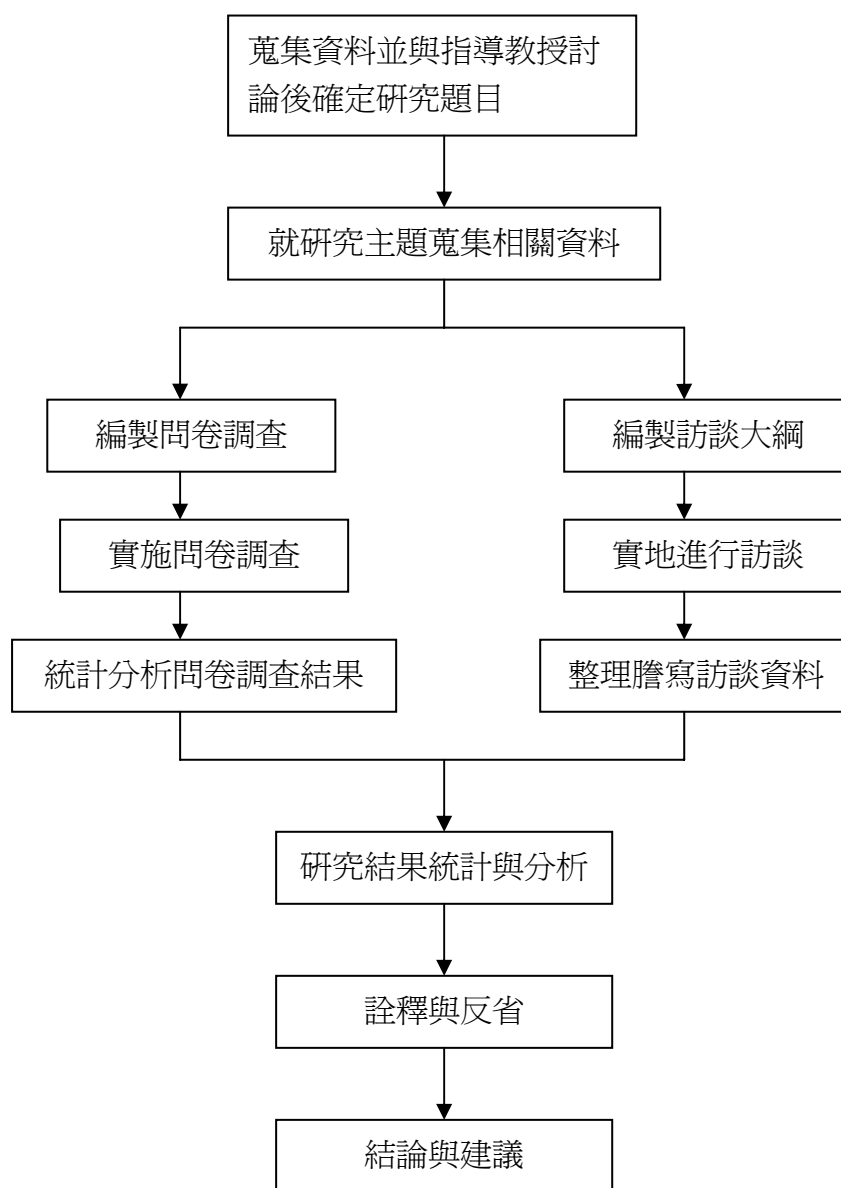 蒐集資料並與指導教授討
論後確定研究題目
就研究主題蒐集相關資料
編製問卷調查
編製訪談大綱
實施問卷調查
實地進行訪談
統計分析問卷調查結果
整理謄寫訪談資料
研究結果統計與分析
詮釋與反省
結論與建議